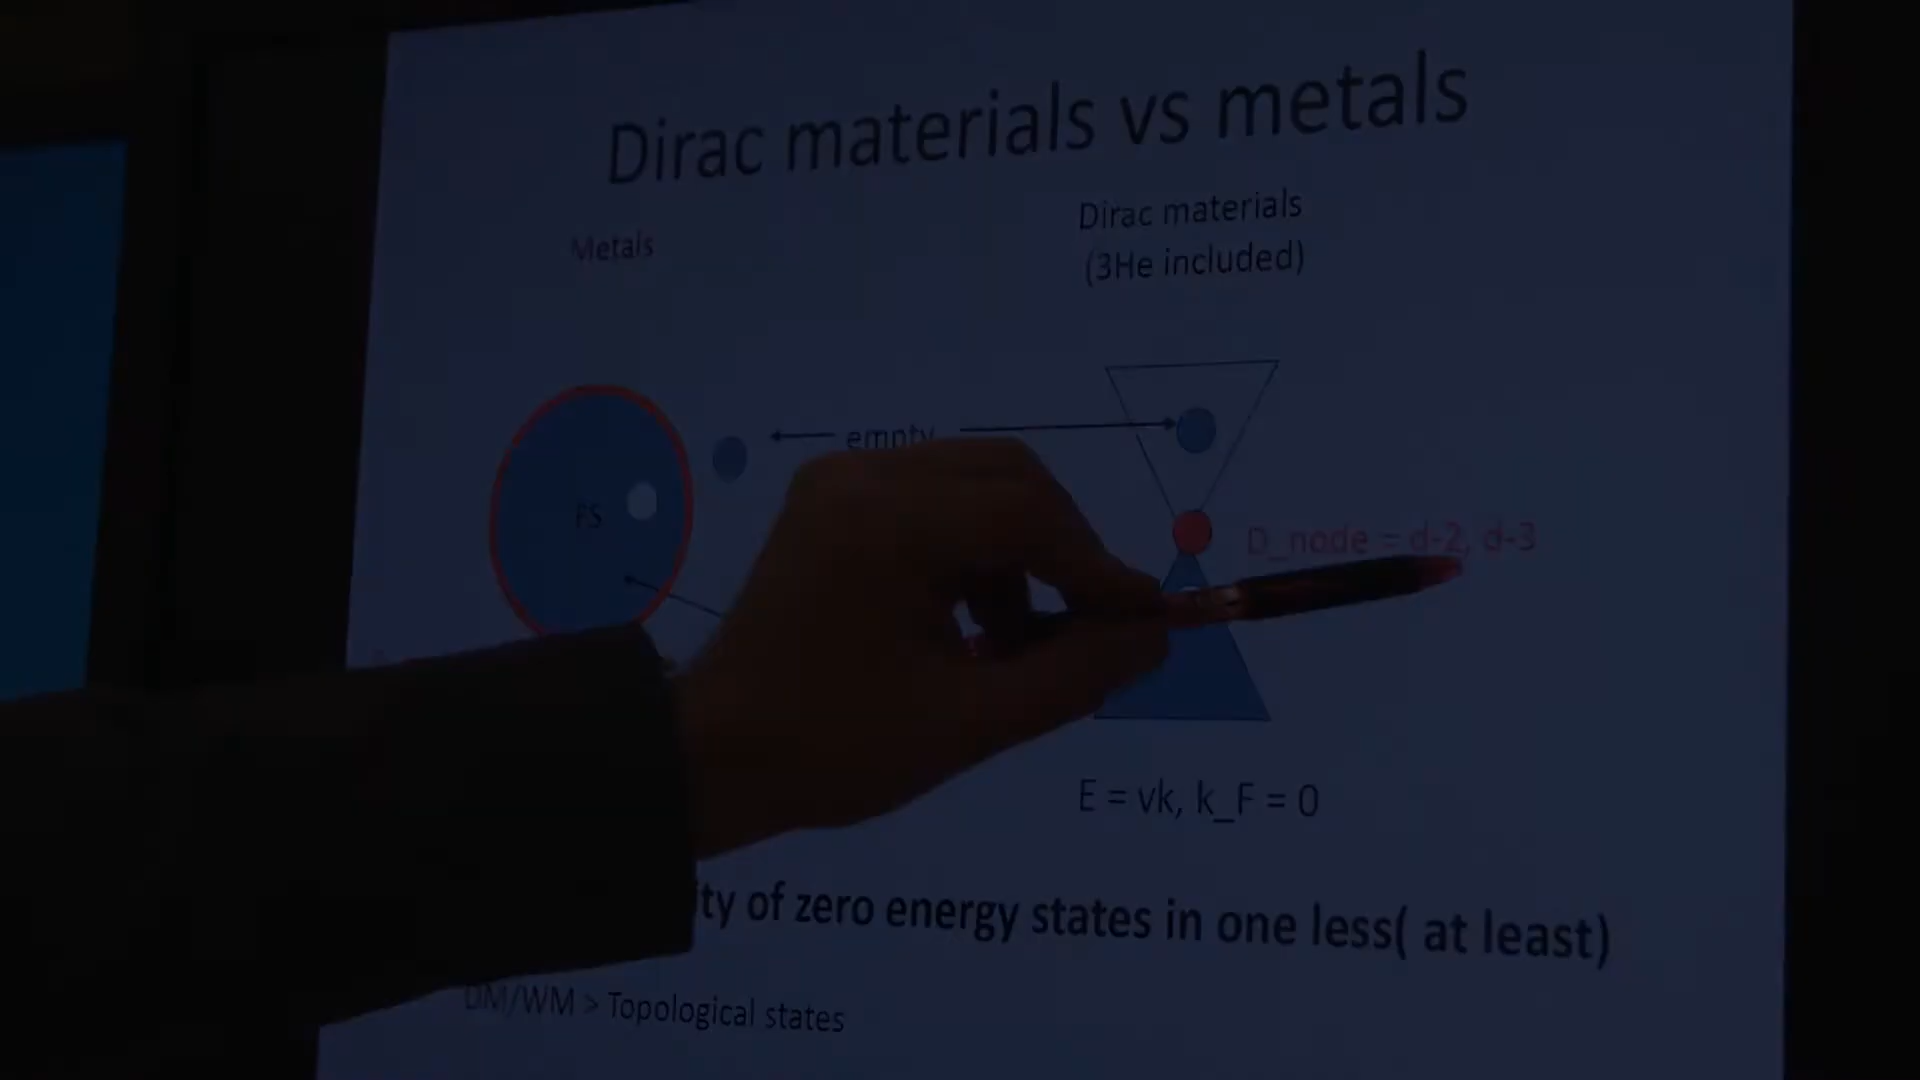 Dirac materials vs metals
Metals
Dirac materials
(3He included)
empty
FS
D_node = d-2, d-3
E = vk, k_F = 0
ity of zero energy states in one less( at least)
DM/WM > Topological states